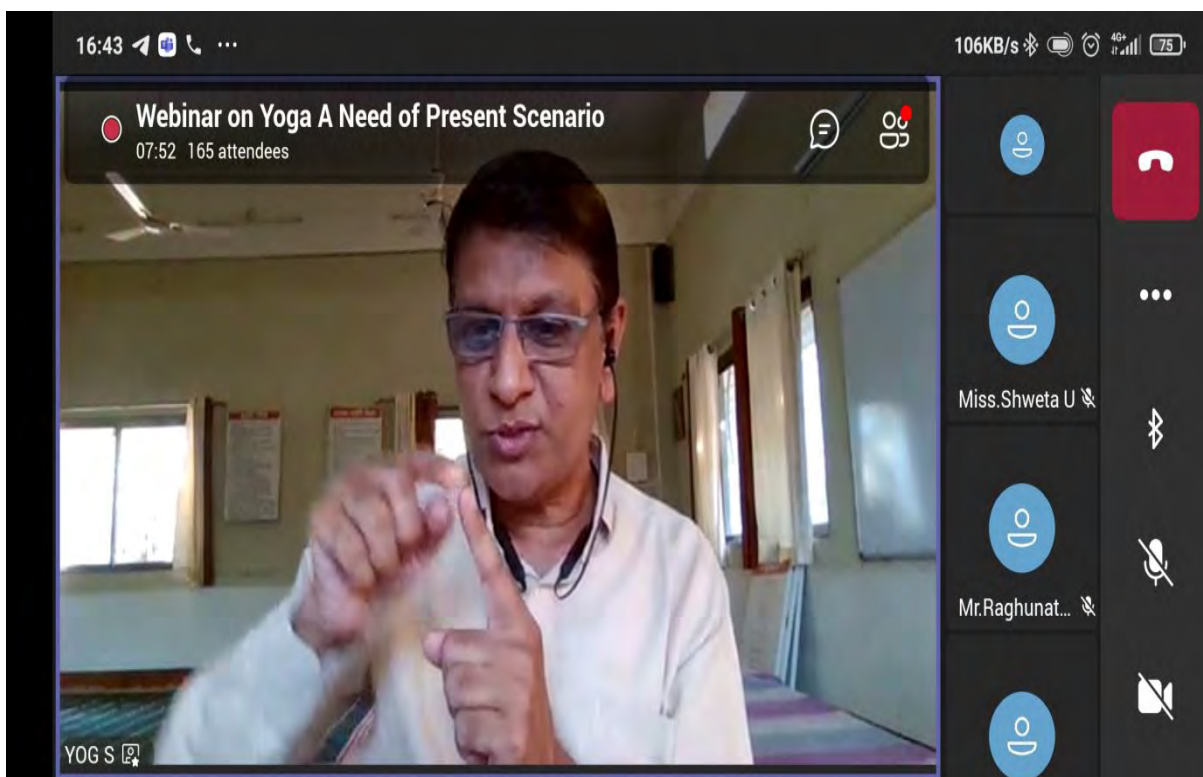 16:43
106KB/s
4G+
75
Webinar on Yoga A Need of Present Scenario
07:52 165 attendees
Miss.Shweta U
Mr.Raghunat...
YOG S